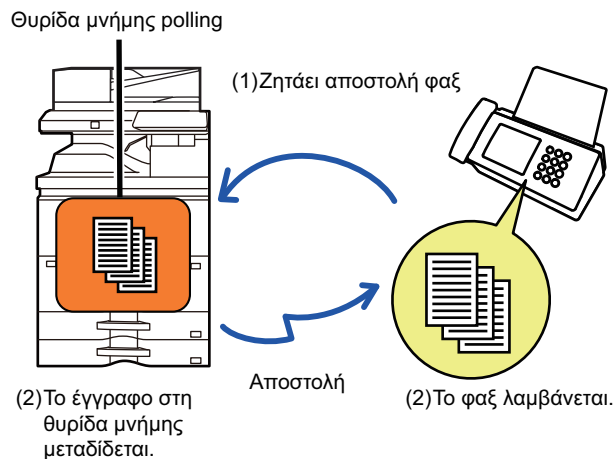 Θυρίδα μνήμης polling
(1)Ζητάει αποστολή φαξ
Αποστολή
(2)Το έγγραφο στη
θυρίδα μνήμης
μεταδίδεται.
(2)Το φαξ λαμβάνεται.